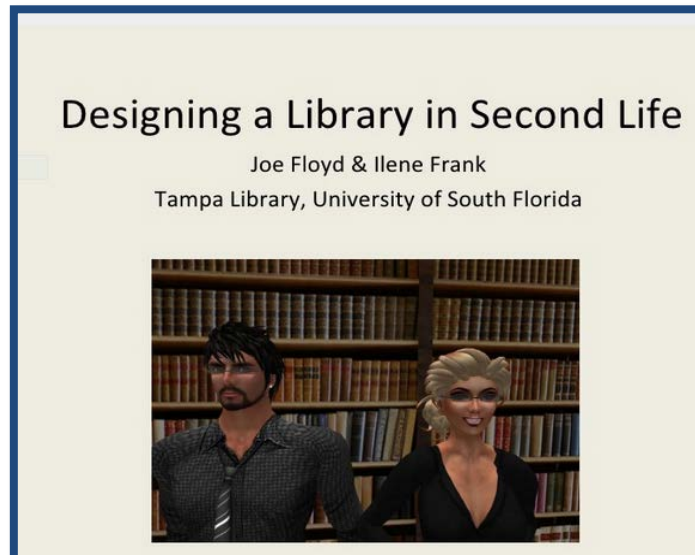 Designing a Library in Second Life
Joe Floyd & Ilene Frank
Tampa Library, University of South Florida